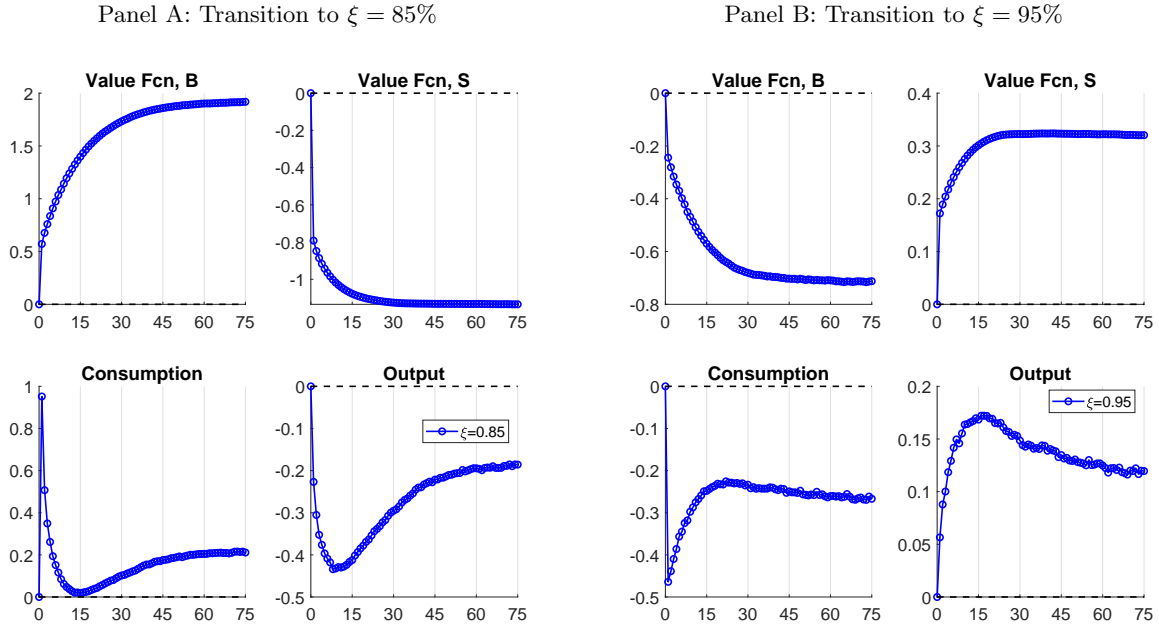 Panel A: Transition to ξ = 85%
Panel B: Transition to ξ = 95%
Value Fcn, B
2
1.5
1
0.5
0
0 15 30 45 60 75
Value Fcn, S
0
-0.2
-0.4
-0.6
-0.8
-1
0 15 30 45 60 75
Value Fcn, B
0
-0.2
-0.4
-0.6
-0.8
0 15 30 45 60 75
Value Fcn, S
0.4
0.3
0.2
0.1
0
0 15 30 45 60 75
Consumption
1
0.8
0.6
0.4
0.2
0
0 15 30 45 60 75
Output
0
-0.1
-0.2
-0.3
-0.4
-0.5
ξ=0.85
0 15 30 45 60 75
Consumption
0
-0.1
-0.2
-0.3
-0.4
-0.5
0 15 30 45 60 75
Output
0.2
0.15
0.1
0.05
0
ξ=0.95
0 15 30 45 60 75